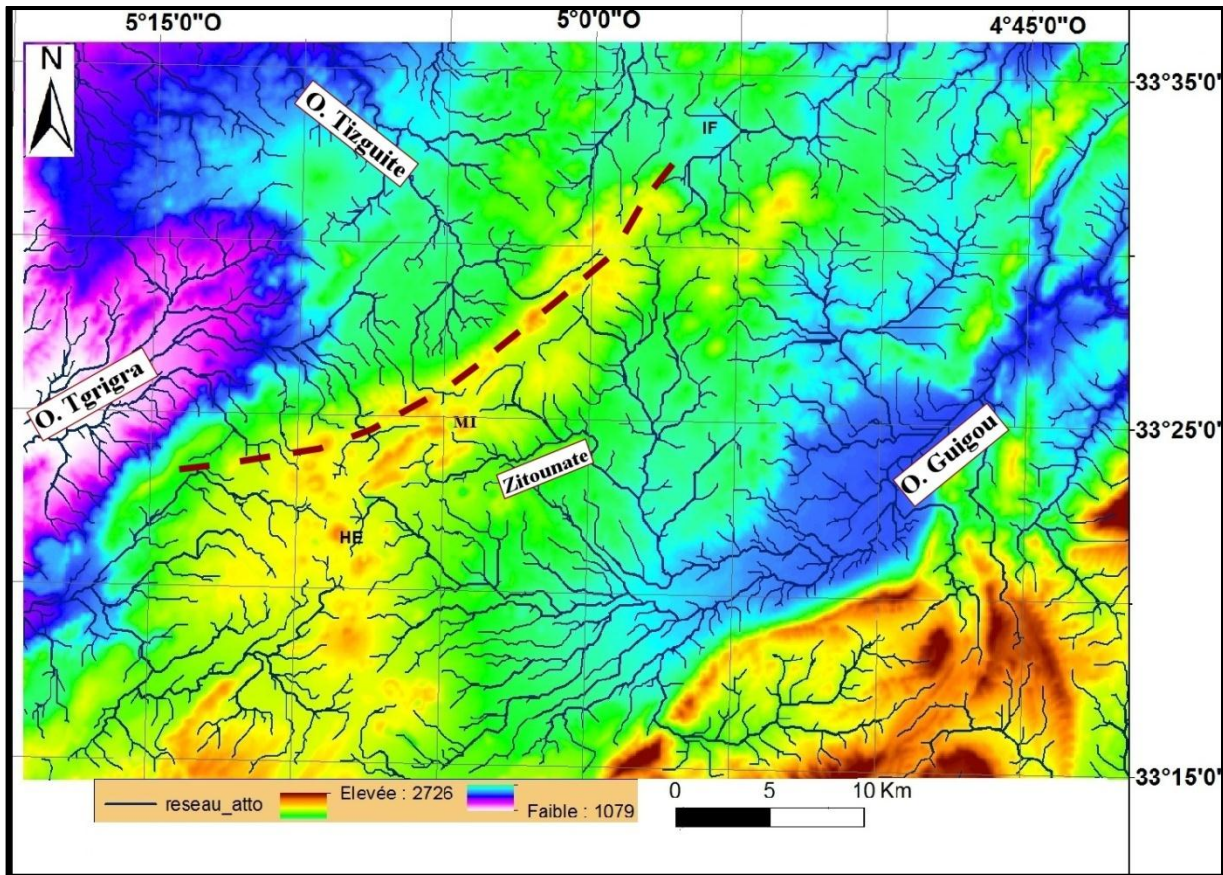 5°15'0"O
5°0'0"O
4°45'0"O
N
33°35'0"
O. Tizguite
IF
O. Tgrigra
MI
33°25'0"
O. Guigou
Zitounate
HE
33°15'0"
reseau_atto
Elevée : 2726
Faible : 1079
0 5 10 Km